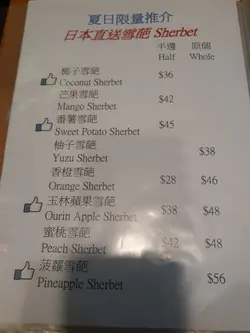 夏日限量推介
日本直送雪葩 Sherbet
半邊 原個
Half Whole
椰子雪葩
Coconut Sherbet $36
芒果雪葩
Mango Sherbet $42
番薯雪葩
Sweet Potato Sherbet $45
柚子雪葩
Yuzu Sherbet $38
香橙雪葩
Orange Sherbet $28 $46
玉林蘋果雪葩
Ourin Apple Sherbet $38 $48
蜜桃雪葩
Peach Sherbet $42 $48
菠蘿雪葩
Pineapple Sherbet $56